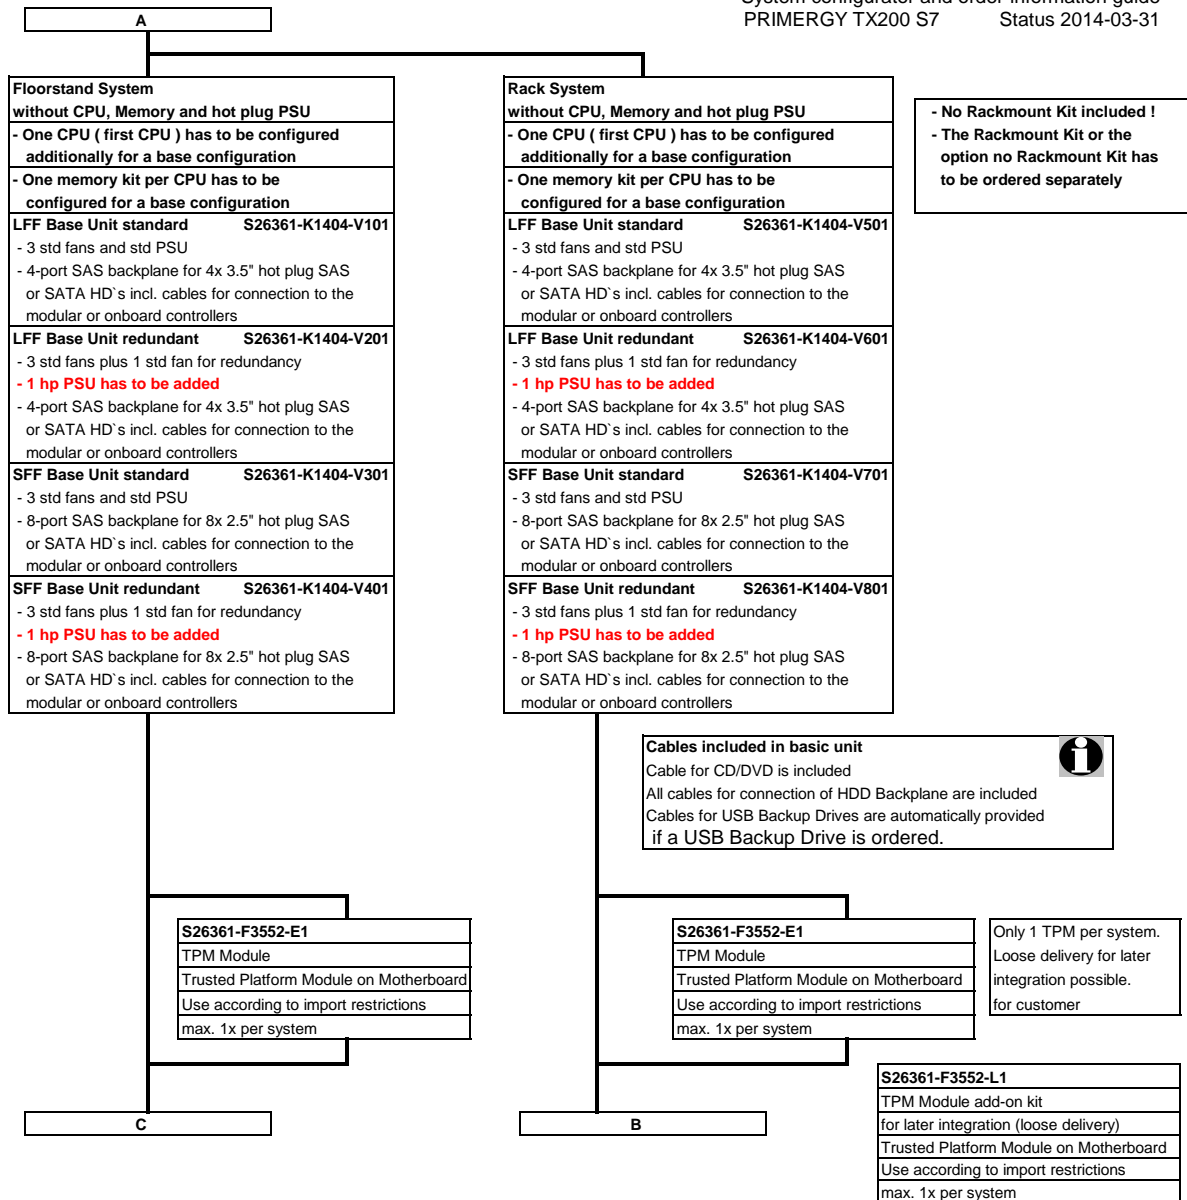 System configurator and order information guide
PRIMERGY TX200 S7 Status 2014-03-31
A
Floorstand System
without CPU, Memory and hot plug PSU
- One CPU ( first CPU ) has to be configured
additionally for a base configuration
- One memory kit per CPU has to be
configured for a base configuration
LFF Base Unit standard S26361-K1404-V101
- 3 std fans and std PSU
- 4-port SAS backplane for 4x 3.5" hot plug SAS
or SATA HD`s incl. cables for connection to the
modular or onboard controllers
LFF Base Unit redundant S26361-K1404-V201
- 3 std fans plus 1 std fan for redundancy
- 1 hp PSU has to be added
- 4-port SAS backplane for 4x 3.5" hot plug SAS
or SATA HD`s incl. cables for connection to the
modular or onboard controllers
SFF Base Unit standard S26361-K1404-V301
- 3 std fans and std PSU
- 8-port SAS backplane for 8x 2.5" hot plug SAS
or SATA HD`s incl. cables for connection to the
modular or onboard controllers
SFF Base Unit redundant S26361-K1404-V401
- 3 std fans plus 1 std fan for redundancy
- 1 hp PSU has to be added
- 8-port SAS backplane for 8x 2.5" hot plug SAS
or SATA HD`s incl. cables for connection to the
modular or onboard controllers
Rack System
without CPU, Memory and hot plug PSU
- One CPU ( first CPU ) has to be configured
additionally for a base configuration
- One memory kit per CPU has to be
configured for a base configuration
LFF Base Unit standard S26361-K1404-V501
- 3 std fans and std PSU
- 4-port SAS backplane for 4x 3.5" hot plug SAS
or SATA HD`s incl. cables for connection to the
modular or onboard controllers
LFF Base Unit redundant S26361-K1404-V601
- 3 std fans plus 1 std fan for redundancy
- 1 hp PSU has to be added
- 4-port SAS backplane for 4x 3.5" hot plug SAS
or SATA HD`s incl. cables for connection to the
modular or onboard controllers
SFF Base Unit standard S26361-K1404-V701
- 3 std fans and std PSU
- 8-port SAS backplane for 8x 2.5" hot plug SAS
or SATA HD`s incl. cables for connection to the
modular or onboard controllers
SFF Base Unit redundant S26361-K1404-V801
- 3 std fans plus 1 std fan for redundancy
- 1 hp PSU has to be added
- 8-port SAS backplane for 8x 2.5" hot plug SAS
or SATA HD`s incl. cables for connection to the
modular or onboard controllers
- No Rackmount Kit included !
- The Rackmount Kit or the
option no Rackmount Kit has
to be ordered separately
Cables included in basic unit
Cable for CD/DVD is included
All cables for connection of HDD Backplane are included
Cables for USB Backup Drives are automatically provided
if a USB Backup Drive is ordered.
S26361-F3552-E1
TPM Module
Trusted Platform Module on Motherboard
Use according to import restrictions
max. 1x per system
S26361-F3552-E1
TPM Module
Trusted Platform Module on Motherboard
Use according to import restrictions
max. 1x per system
Only 1 TPM per system.
Loose delivery for later
integration possible.
for customer
S26361-F3552-L1
TPM Module add-on kit
for later integration (loose delivery)
Trusted Platform Module on Motherboard
Use according to import restrictions
max. 1x per system
C
B